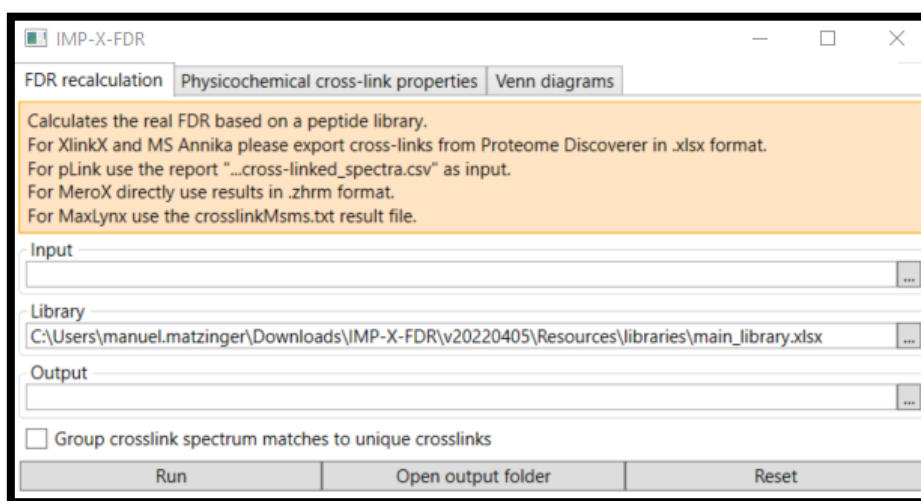 IMP-X-FDR
FDR recalculation Physicochemical cross-link properties Venn diagrams
Calculates the real FDR based on a peptide library.
For XlinkX and MS Annika please export cross-links from Proteome Discoverer in .xlsx format.
For pLink use the report "...cross-linked_spectra.csv" as input.
For MeroX directly use results in .zhrm format.
For MaxLynx use the crosslinkMsms.txt result file.
Input
...
Library
C:\Users\manuel.matzinger\Downloads\IMP-X-FDR\v20220405\Resources\libraries\main_library.xlsx ...
Output
...
Group crosslink spectrum matches to unique crosslinks
Run Open output folder Reset